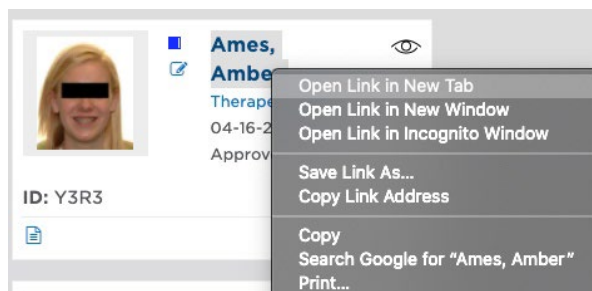 Ames,
Ambe
Therape
04-16-2
Approv
ID: Y3R3
Open Link in New Tab
Open Link in New Window
Open Link in Incognito Window
Save Link As...
Copy Link Address
Copy
Search Google for “Ames, Amber”
Print...